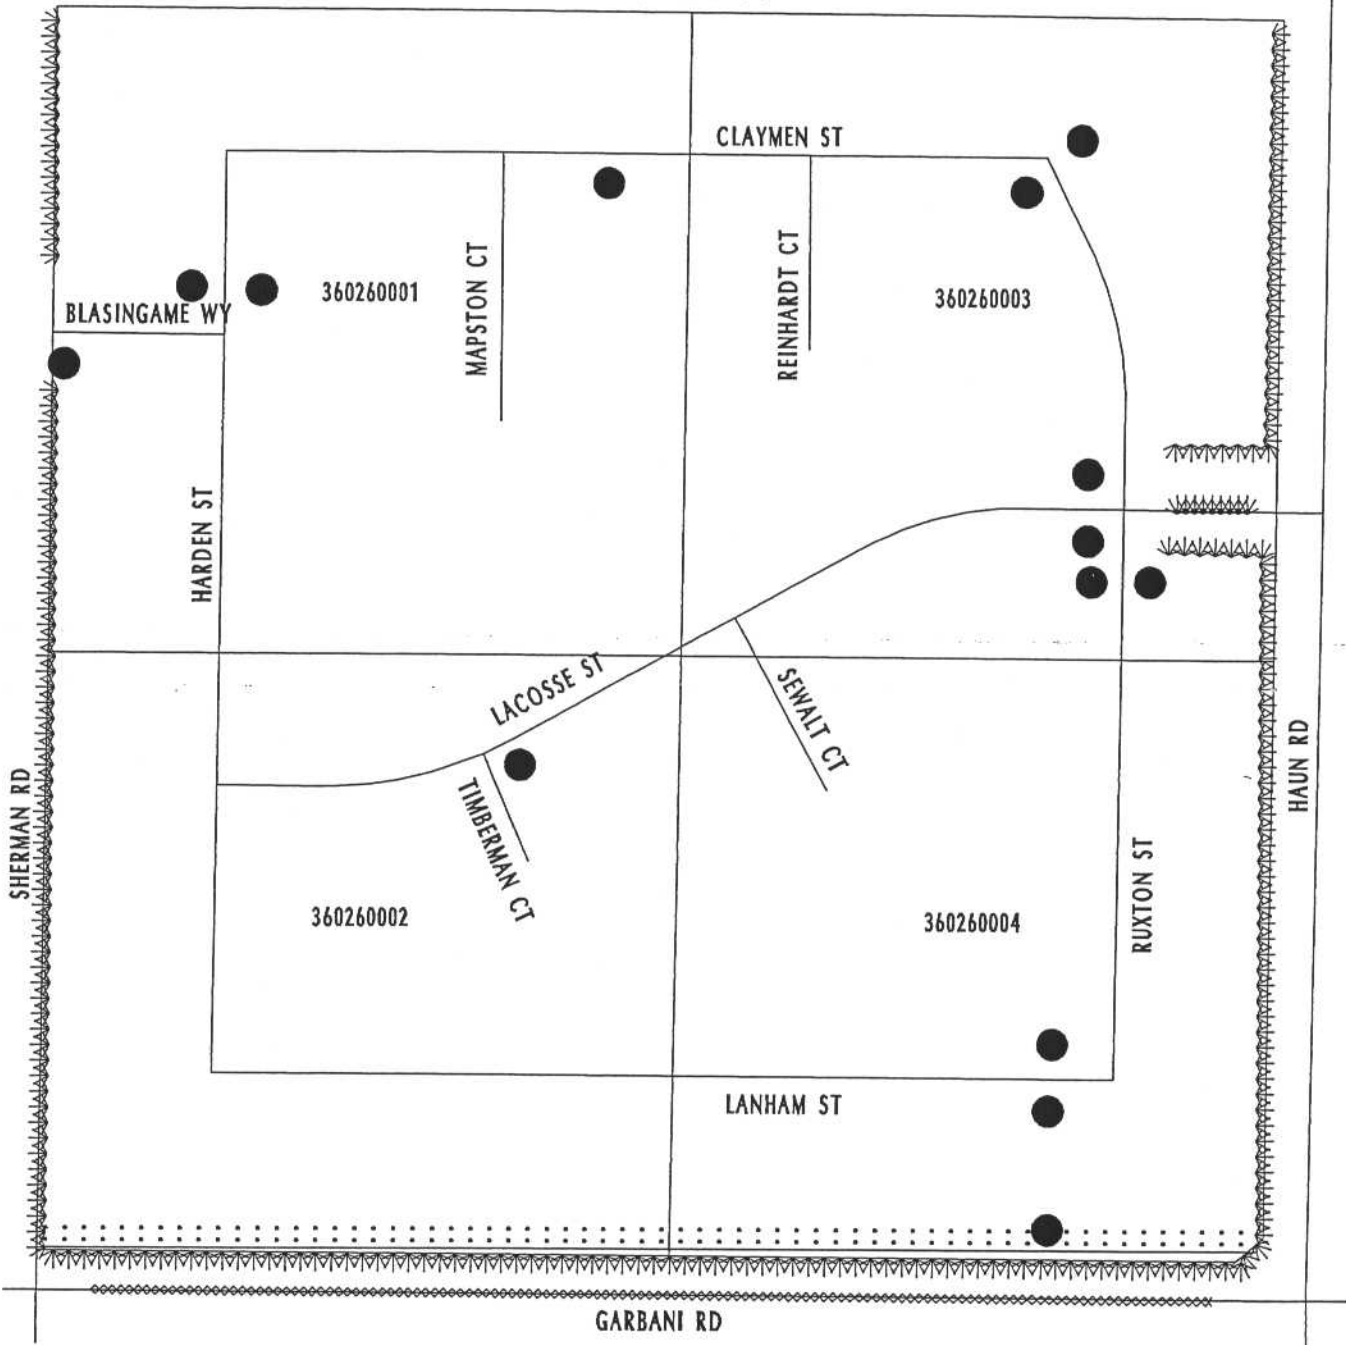 CLAYMEN ST
MAPSTON CT
REINHARDT CT
360260001
360260003
BLASINGAME WY
HARDEN ST
LACOSSE ST
SEWALT CT
TIMBERMAN CT
SHERMAN RD
HAUN RD
RUXTON ST
360260002
360260004
LANHAM ST
GARBANI RD